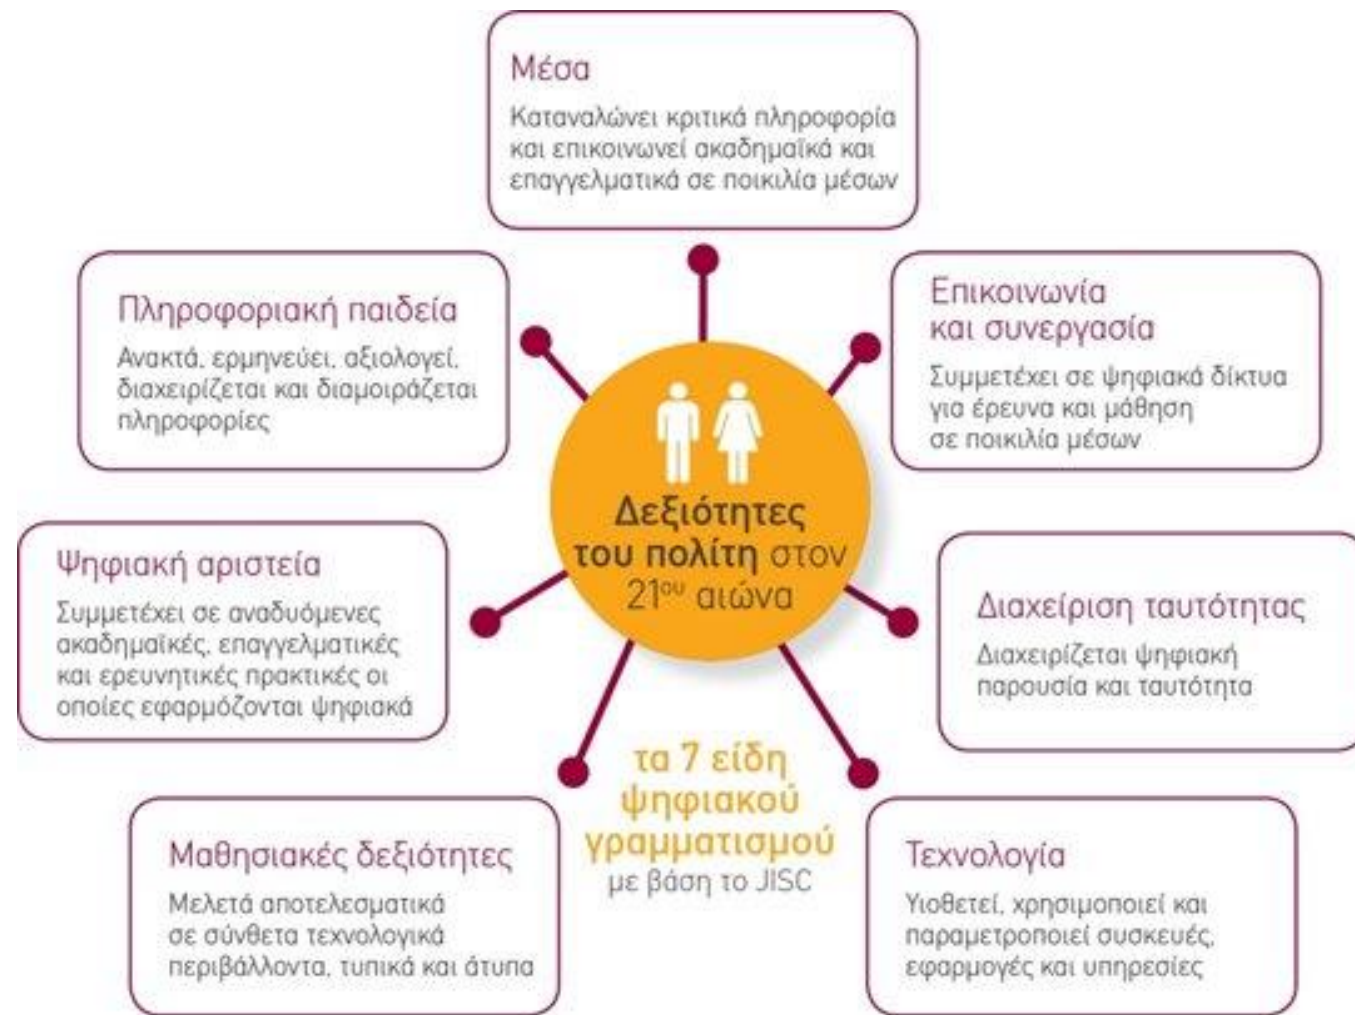 Μέσα
Καταναλώνει κριτικά πληροφορία
και επικοινωνεί ακαδημαϊκά και
επαγγελματικά σε ποικιλία μέσων
Πληροφοριακή παιδεία
Ανακτά, ερμηνεύει, αξιολογεί,
διαχειρίζεται και διαμοιράζεται
πληροφορίες
Επικοινωνία
και συνεργασία
Συμμετέχει σε ψηφιακά δίκτυα
για έρευνα και μάθηση
σε ποικιλία μέσων
Δεξιότητες
του πολίτη στον
21ου αιώνα
Ψηφιακή αριστεία
Συμμετέχει σε αναδυόμενες
ακαδημαϊκές, επαγγελματικές
και ερευνητικές πρακτικές οι
οποίες εφαρμόζονται ψηφιακά
Διαχείριση ταυτότητας
Διαχειρίζεται ψηφιακή
παρουσία και ταυτότητα
τα 7 είδη
ψηφιακού
γραμματισμού
με βάση το JISC
Μαθησιακές δεξιότητες
Μελετά αποτελεσματικά
σε σύνθετα τεχνολογικά
περιβάλλοντα, τυπικά και άτυπα
Τεχνολογία
Υιοθετεί, χρησιμοποιεί και
παραμετροποιεί συσκευές,
εφαρμογές και υπηρεσίες